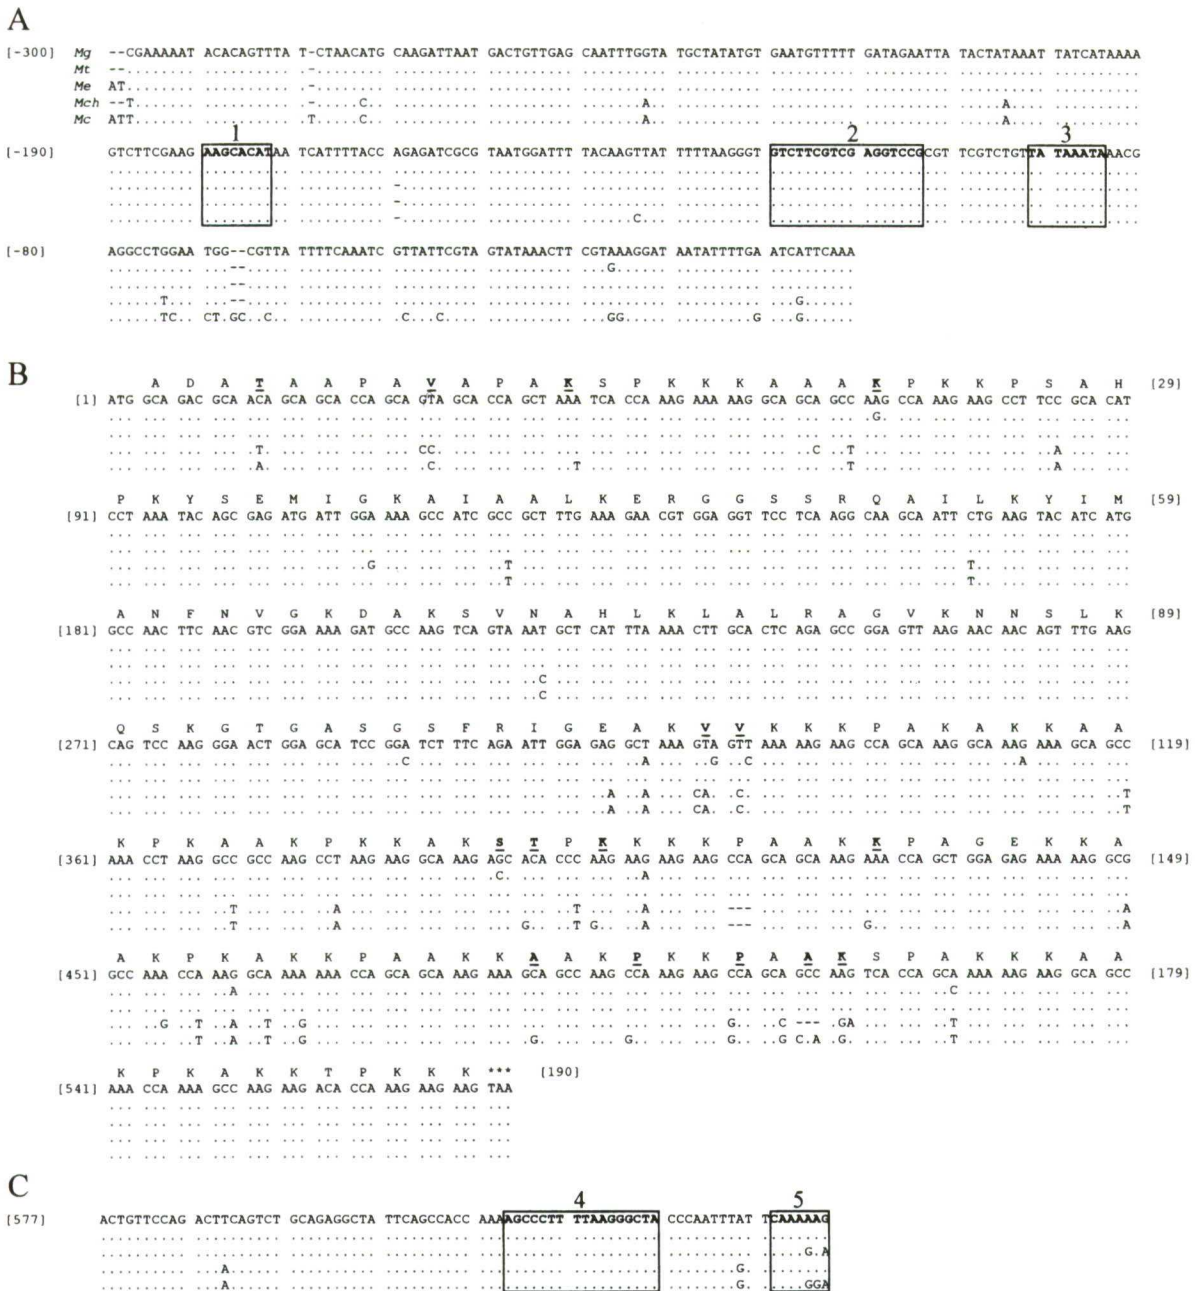 A
[-300] Mg --CGAAAAAT ACACAGTTTA T-CTAACATG CAAGATTAAT GACTGTTGAG CAATTTGGTA TGCTATATGT GAATGTTTTT GATAGAATTA TACTATAAAT TATCATAAAA
Mt --........ .......... .-........ .......... .......... .......... .......... .......... .......... .......... ..........
Me AT........ .......... .......... .......... .......... .......... .......... .......... .......... .......... ..........
Mch --T....... .......... .-....C... .......... .......... .......A.. .......... .......... .......... ......A... ..........
Mc ATT....... .......... .T....C... .......... .......... .......A.. .......... .......... .......... ......A... ..........
1 2 3
[-190] GTCTTCGAAG AAGCACATAA TCATTTTACC AGAGATCGCG TAATGGATTT TACAAGTTAT TTTTAAGGGT GTCTTCGTCG AGGTCCGCGT TCGTCTGTTA TAAATAAACG
-
-
- C
[-80] AGGCCTGGAA TGG--CGTTA TTTTCAAATC GTTATTCGTA GTATAAACTT CGTAAAGGAT AATATTTTGA ATCATTCAAA
-- G
--
T -- G
TC CT.GC..C C C GG G G
B
A D A T A A P A V A P A K S P K K K A A A K P K K P S A H [29]
[1] ATG GCA GAC GCA ACA GCA GCA CCA GCA GTA GCA CCA GCT AAA TCA CCA AAG AAA AAG GCA GCA GCC AAG CCA AAG AAG CCT TCC GCA CAT
G
T CC C T A
A C T T A
P K Y S E M I G K A I A A L K E R G G S S R Q A I L K Y I M [59]
[91] CCT AAA TAC AGC GAG ATG ATT GGA AAA GCC ATC GCC GCT TTG AAA GAA CGT GGA GGT TCC TCA AGG CAA GCA ATT CTG AAG TAC ATC ATG
G T T
T T
A N F N V G K D A K S V N A H L K L A L R A G V K N N S L K [89]
[181] GCC AAC TTC AAC GTC GGA AAA GAT GCC AAG TCA GTA AAT GCT CAT TTA AAA CTT GCA CTC AGA GCC GGA GTT AAG AAC AAC AGT TTG AAG
C
C
Q S K G T G A S G S F R I G E A K V V K K K P A K A K K A A [119]
[271] CAG TCC AAG GGA ACT GGA GCA TCC GGA TCT TTC AGA ATT GGA GAG GCT AAA GTA GTT AAA AAG AAG CCA GCA AAG GCA AAG AAA GCA GCC
C A G C A
A A CA C T
A A CA C T
K P K A A K P K K A K S T P K K K P A A K K P A G E K K A [149]
[361] AAA CCT AAG GCC GCC AAG CCT AAG AAG GCA AAG AGC ACA CCC AAG AAG AAG AAG CCA GCA GCA AAG AAA CCA GCT GGA GAG AAA AAG GCG
C A
T A T A --- A
T A G T G A --- G A
A K P K A K K P A A K K A A K P K K P A A K S P A K K K A A [179]
[451] GCC AAA CCA AAG GCA AAA AAA CCA GCA GCA AAG AAA GCA GCC AAG CCA AAG AAG CCA GCA GCC AAG TCA CCA GCA AAA AAG AAG GCA GCC
A C
G T A T G G C --- GA T
T A T G G G G G C.A G T
K P K A K K T P K K K *** [190]
[541] AAA CCA AAA GCC AAG AAG ACA CCA AAG AAG AAG TAA
C
4 5
[577] ACTGTTCCAG ACTTCAGTCT GCAGAGGCTA TTCAGCCACC AAAAGCCCTT TTAAGGGCTA CCCAATTTAT TCAAAAAG
G.A
A G
A G GGA